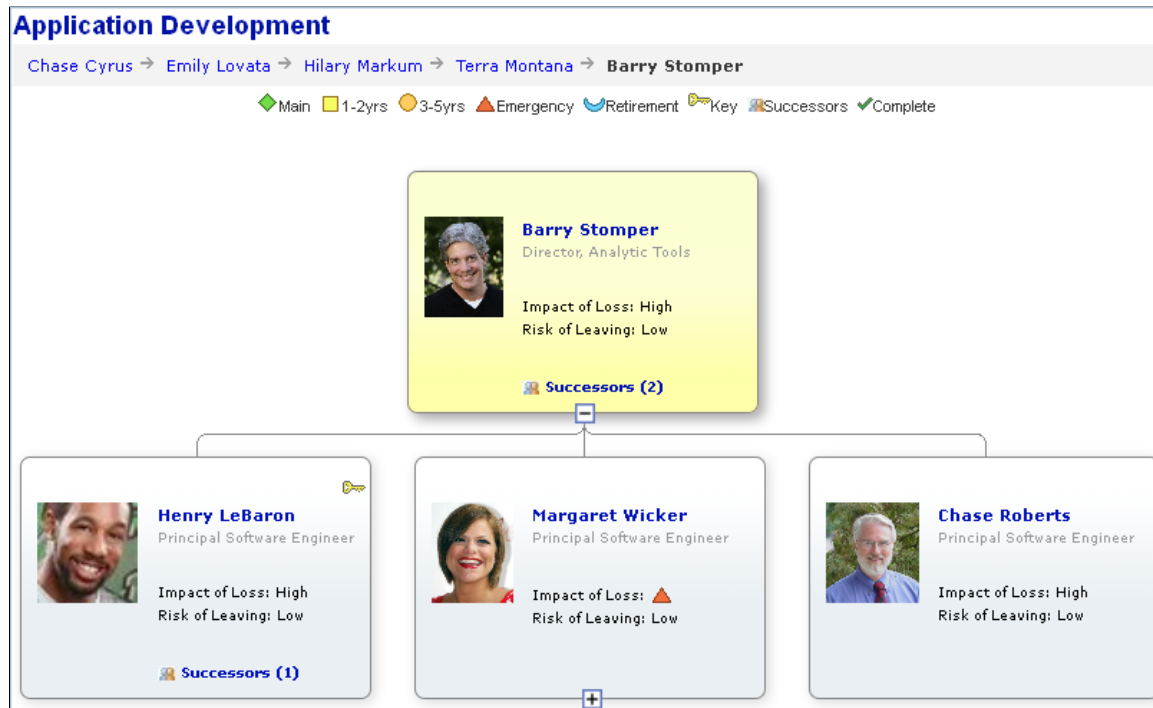 Application Development
Chase Cyrus → Emily Lovata → Hilary Markum → Terra Montana → Barry Stomper
Main 1-2yrs 3-5yrs Emergency Retirement Key Successors Complete
Barry Stomper
Director, Analytic Tools
Impact of Loss: High
Risk of Leaving: Low
Successors (2)
Henry LeBaron
Principal Software Engineer
Impact of Loss: High
Risk of Leaving: Low
Successors (1)
Margaret Wicker
Principal Software Engineer
Impact of Loss:
Risk of Leaving: Low
Chase Roberts
Principal Software Engineer
Impact of Loss: High
Risk of Leaving: Low